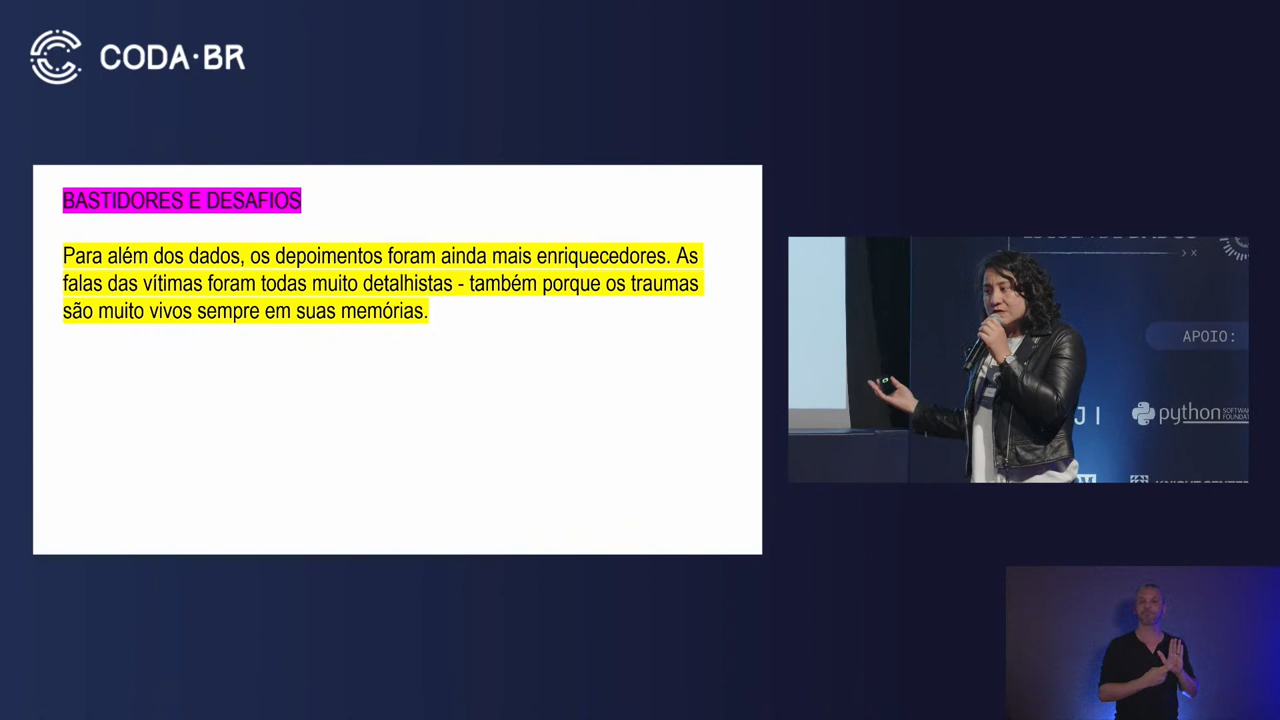 CODA·BR
BASTIDORES E DESAFIOS
Para além dos dados, os depoimentos foram ainda mais enriquecedores. As
falas das vítimas foram todas muito detalhistas - também porque os traumas
são muito vivos sempre em suas memórias.
APOIO:
JI
python